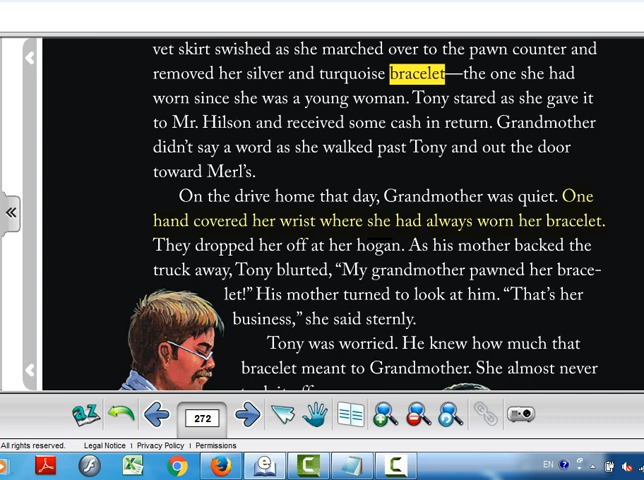 vet skirt swished as she marched over to the pawn counter and
removed her silver and turquoise bracelet—the one she had
worn since she was a young woman. Tony stared as she gave it
to Mr. Hilson and received some cash in return. Grandmother
didn't say a word as she walked past Tony and out the door
toward Merl's.
On the drive home that day, Grandmother was quiet. One
hand covered her wrist where she had always worn her bracelet.
They dropped her off at her hogan. As his mother backed the
truck away, Tony blurted, “My grandmother pawned her brace-
let!” His mother turned to look at him. “That's her
business,” she said sternly.
Tony was worried. He knew how much that
bracelet meant to Grandmother. She almost never
az
272
All rights reserved. Legal Notice | Privacy Policy | Permissions
EN